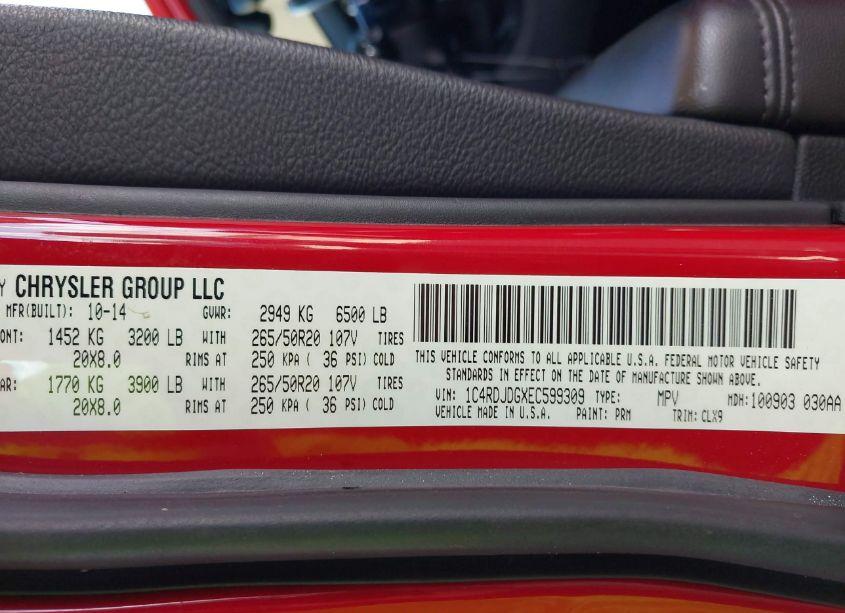 Y CHRYSLER GROUP LLC
MFR(BUILT): 10-14 GVWR: 2949 KG 6500 LB
ONT: 1452 KG 3200 LB WITH 265/50R20 107V TIRES
20X8.0 RIMS AT 250 KPA ( 36 PSI) COLD
AR: 1770 KG 3900 LB WITH 265/50R20 107V TIRES
20X8.0 RIMS AT 250 KPA ( 36 PSI) COLD
THIS VEHICLE CONFORMS TO ALL APPLICABLE U.S.A. FEDERAL MOTOR VEHICLE SAFETY
STANDARDS IN EFFECT ON THE DATE OF MANUFACTURE SHOWN ABOVE.
VIN: 1C4RDJDGXEC599309 TYPE: MPV MDH: 100903 030AA
VEHICLE MADE IN U.S.A. PAINT: PRM TRIM: CLX9